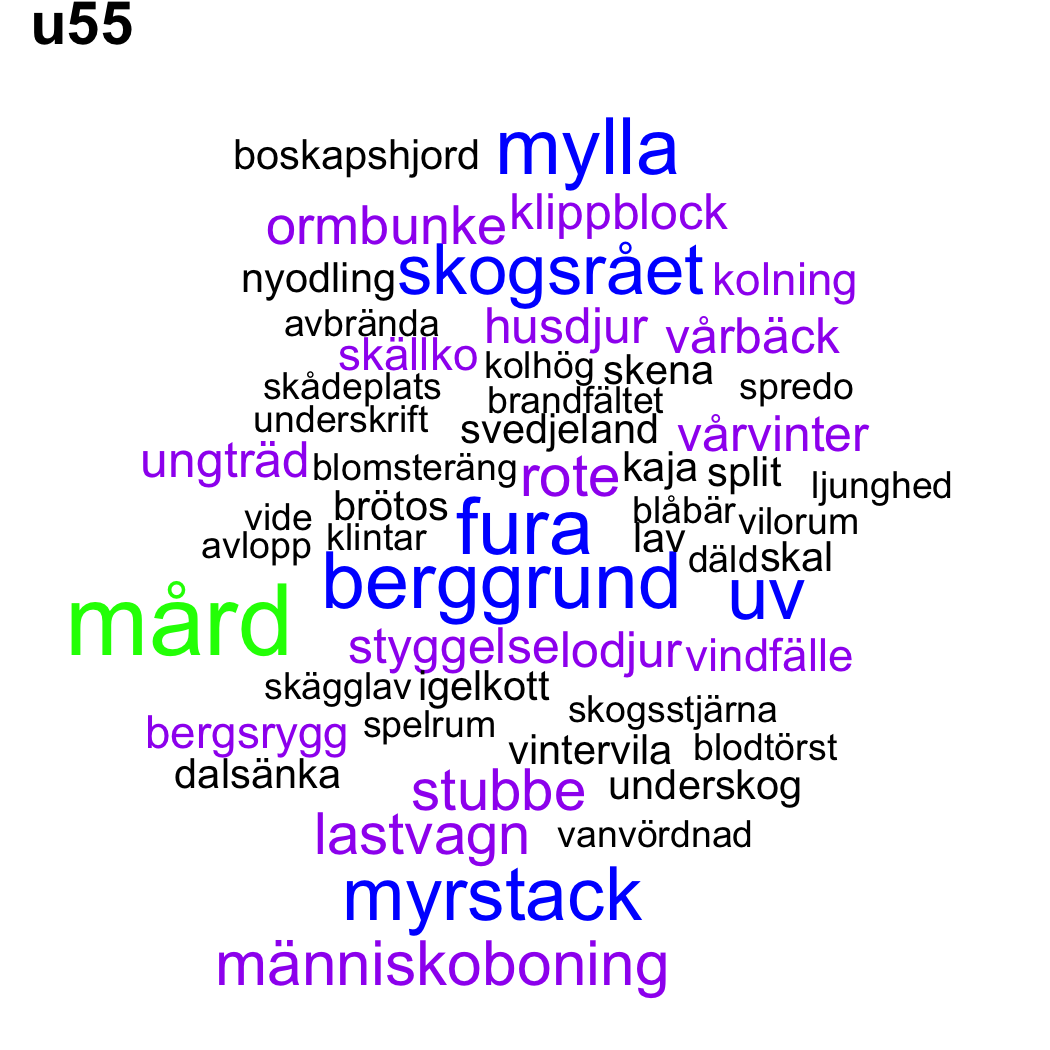 u55
boskapshjord mylla
ormbunke klippblock
nyodling skogsrået kolning
avbrända husdjur vårbäck
skällko kolhög skena
skådeplats brandfältet spredo
underskrift svedjeland vårvinter
ungträd blomsteräng rote kaja split ljunghed
vide brötos fura blåbär vilorum
avlopp klintar lav däld skal
mård berggrund uv
styggelse lodjur vindfälle
skägglav igelkott skogsstjärna
bergsrygg spelrum vintervila blodtörst
dalsänka stubbe underskog
lastvagn vanvördnad
myrstack
människoboning